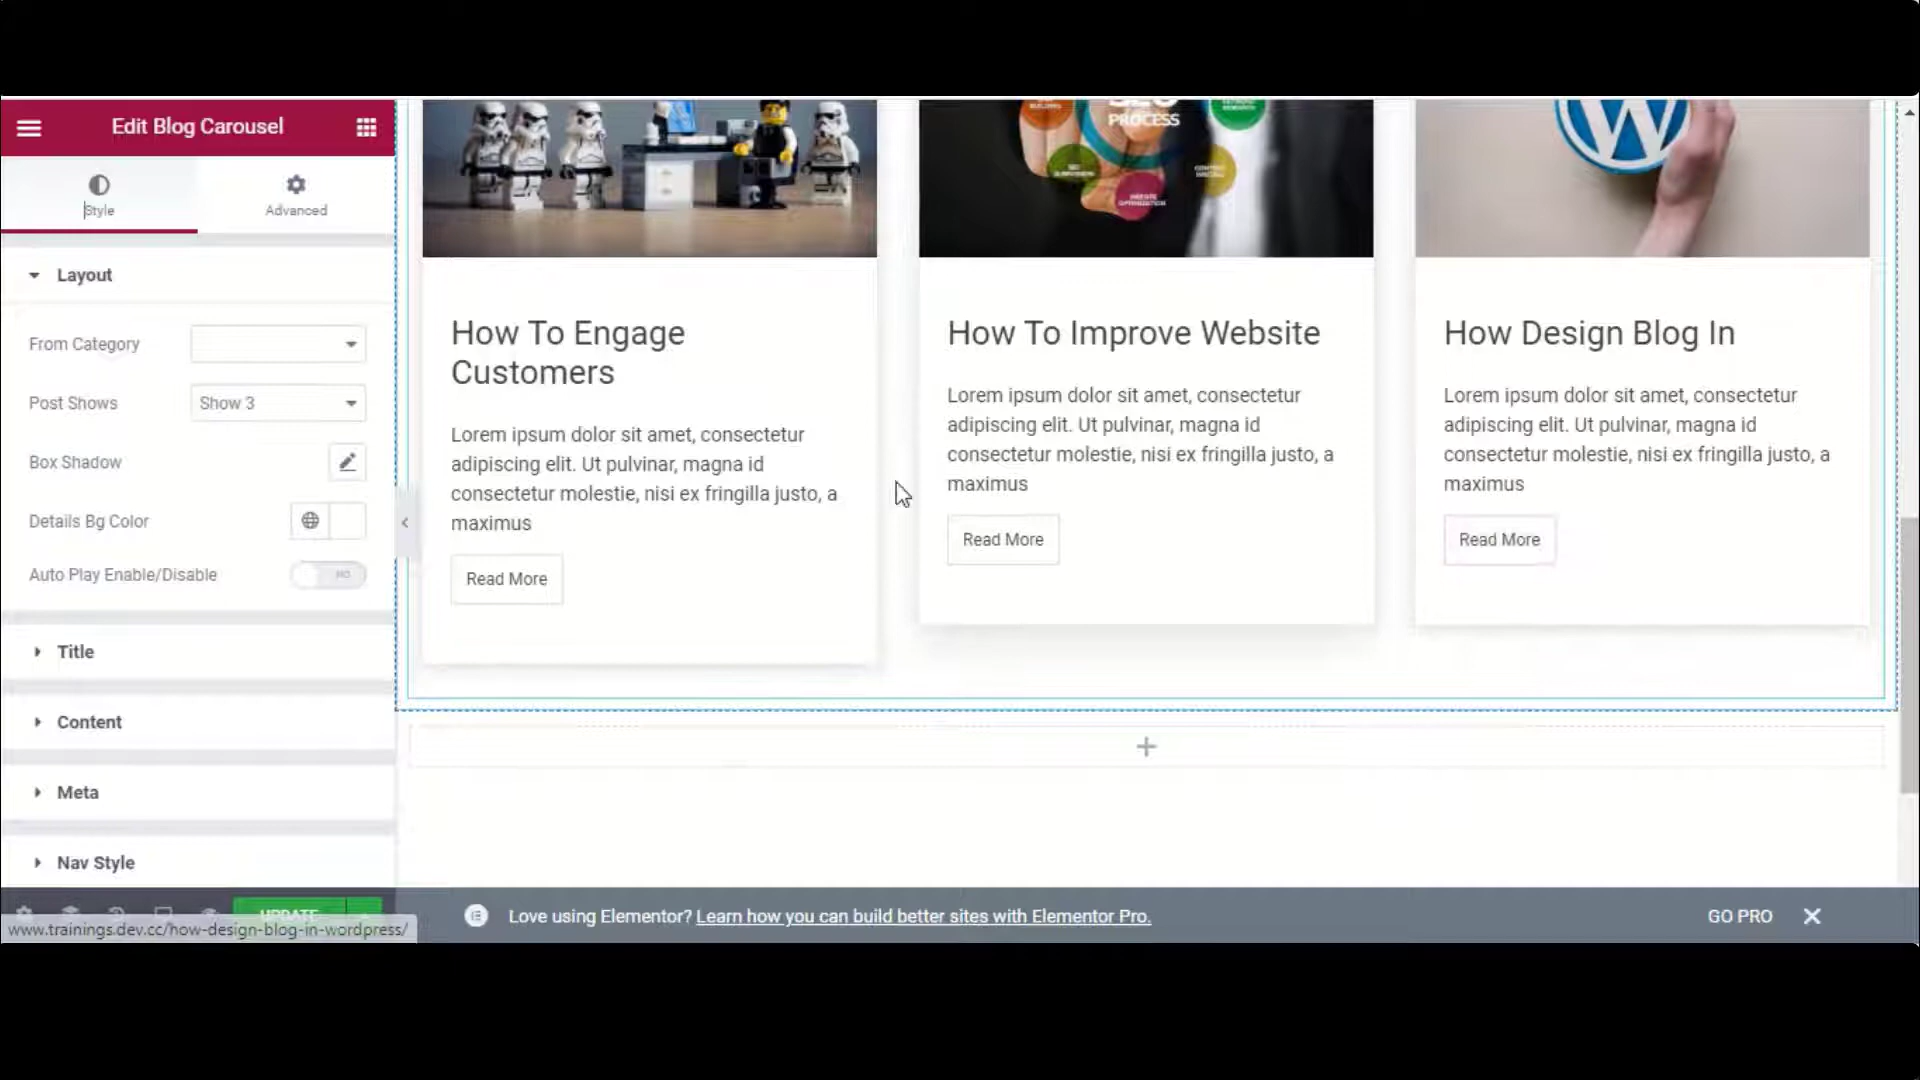 Edit Blog Carousel
Style
Advanced
Layout
From Category
Post Shows
Show 3
Box Shadow
Details Bg Color
Auto Play Enable/Disable
NO
Title
Content
Meta
Nav Style
UPDATE
www.trainings.dev.cc/how-design-blog-in-wordpress/
PROCESS
How To Engage
Customers
Lorem ipsum dolor sit amet, consectetur
adipiscing elit. Ut pulvinar, magna id
consectetur molestie, nisi ex fringilla justo, a
maximus
Read More
How To Improve Website
Lorem ipsum dolor sit amet, consectetur
adipiscing elit. Ut pulvinar, magna id
consectetur molestie, nisi ex fringilla justo, a
maximus
Read More
How Design Blog In
Lorem ipsum dolor sit amet, consectetur
adipiscing elit. Ut pulvinar, magna id
consectetur molestie, nisi ex fringilla justo, a
maximus
Read More
Love using Elementor? Learn how you can build better sites with Elementor Pro.
GO PRO